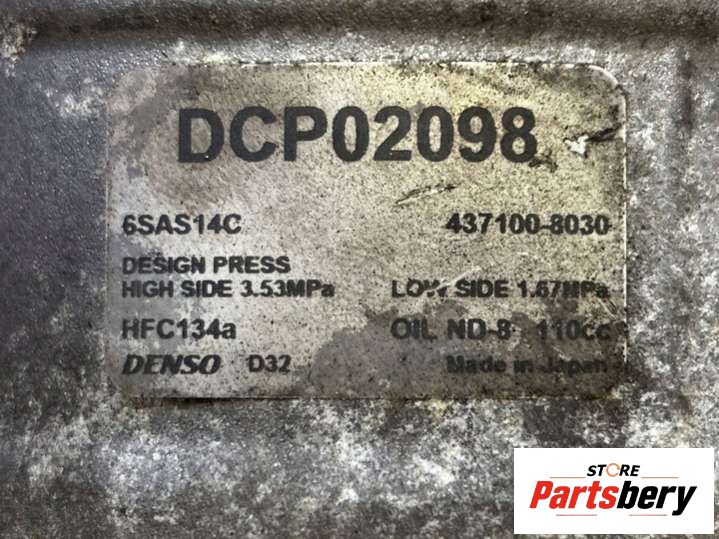 DCP02098
6SAS14C 437100-8030
DESIGN PRESS
HIGH SIDE 3.53MPa LOW SIDE 1.67MPa
HFC134a OIL ND-8 110cc
DENSO D32 Made in Japan
STORE
Partsbery